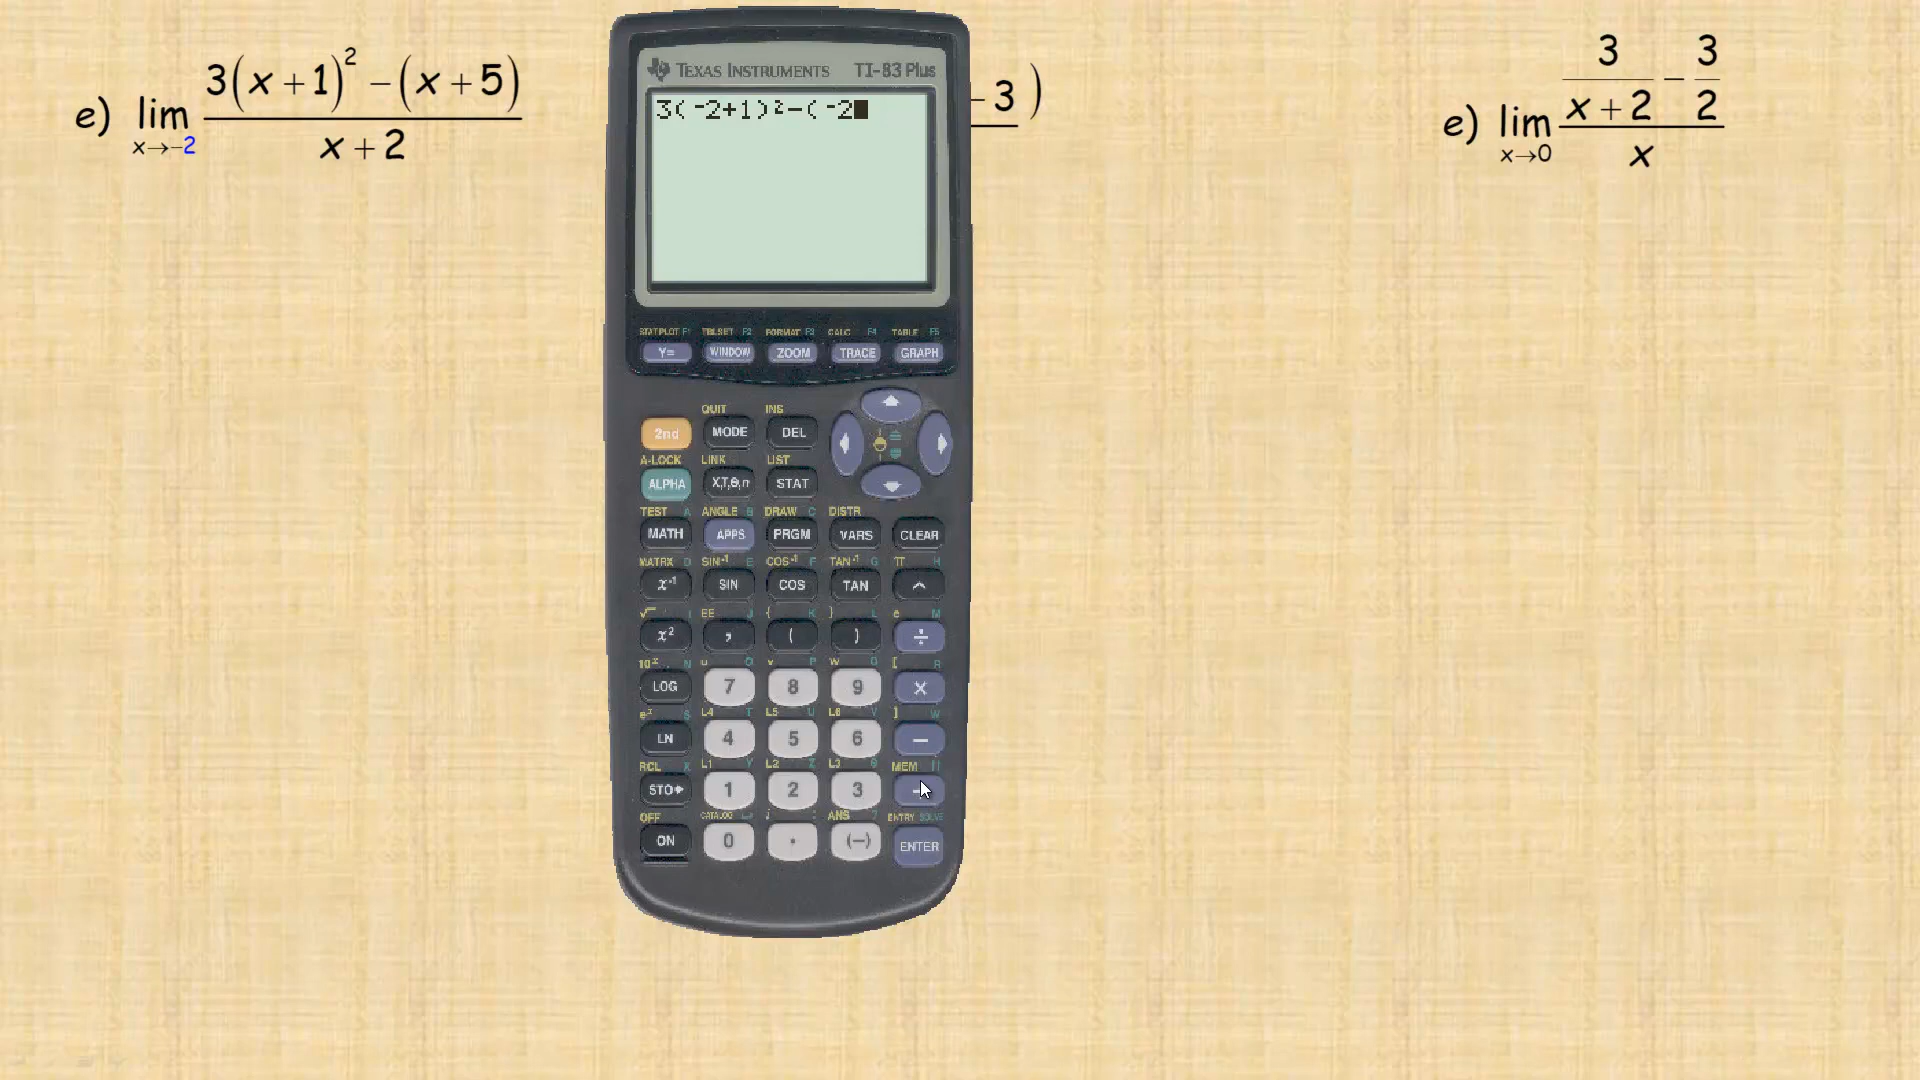 e) lim x→-2 3(x+1)²-(x+5) / x+2
-3)
e) lim x→0 3/(x+2) - 3/2 / x
TEXAS INSTRUMENTS TI-83 Plus
3(-2+1)²-(-2
STAT PLOT F1 TBLSET F2 FORMAT F3 CALC F4 TABLE F5
Y= WINDOW ZOOM TRACE GRAPH
QUIT INS
2nd MODE DEL
A-LOCK LINK LIST
ALPHA X,T,θ,n STAT
TEST A ANGLE B DRAW C DISTR
MATH APPS PRGM VARS CLEAR
MATRX D SIN⁻¹ E COS⁻¹ F TAN⁻¹ G π H
x⁻¹ SIN COS TAN ^
√ I EE J { K } L e M
x² , ( ) ÷
10ˣ N u O v P w Q [ R
LOG 7 8 9 ×
eˣ S L4 T L5 U L6 V ] W
LN 4 5 6 −
RCL X L1 Y L2 Z L3 θ MEM
STO▸ 1 2 3
OFF CATALOG i : ANS ? ENTRY SOLVE
ON 0 . (−) ENTER